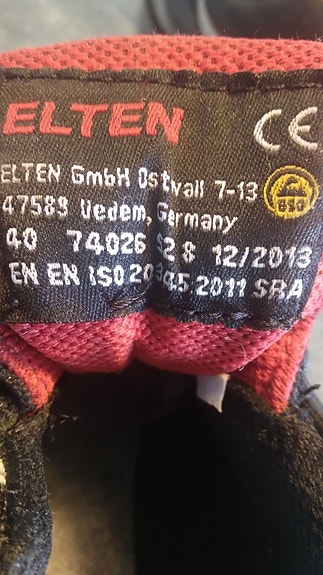 ELTEN CE
ELTEN GmbH Ostwall 7-13
47589 Uedem, Germany
40 74026 928 12/2013
EN EN ISO 20345:2011 SRA